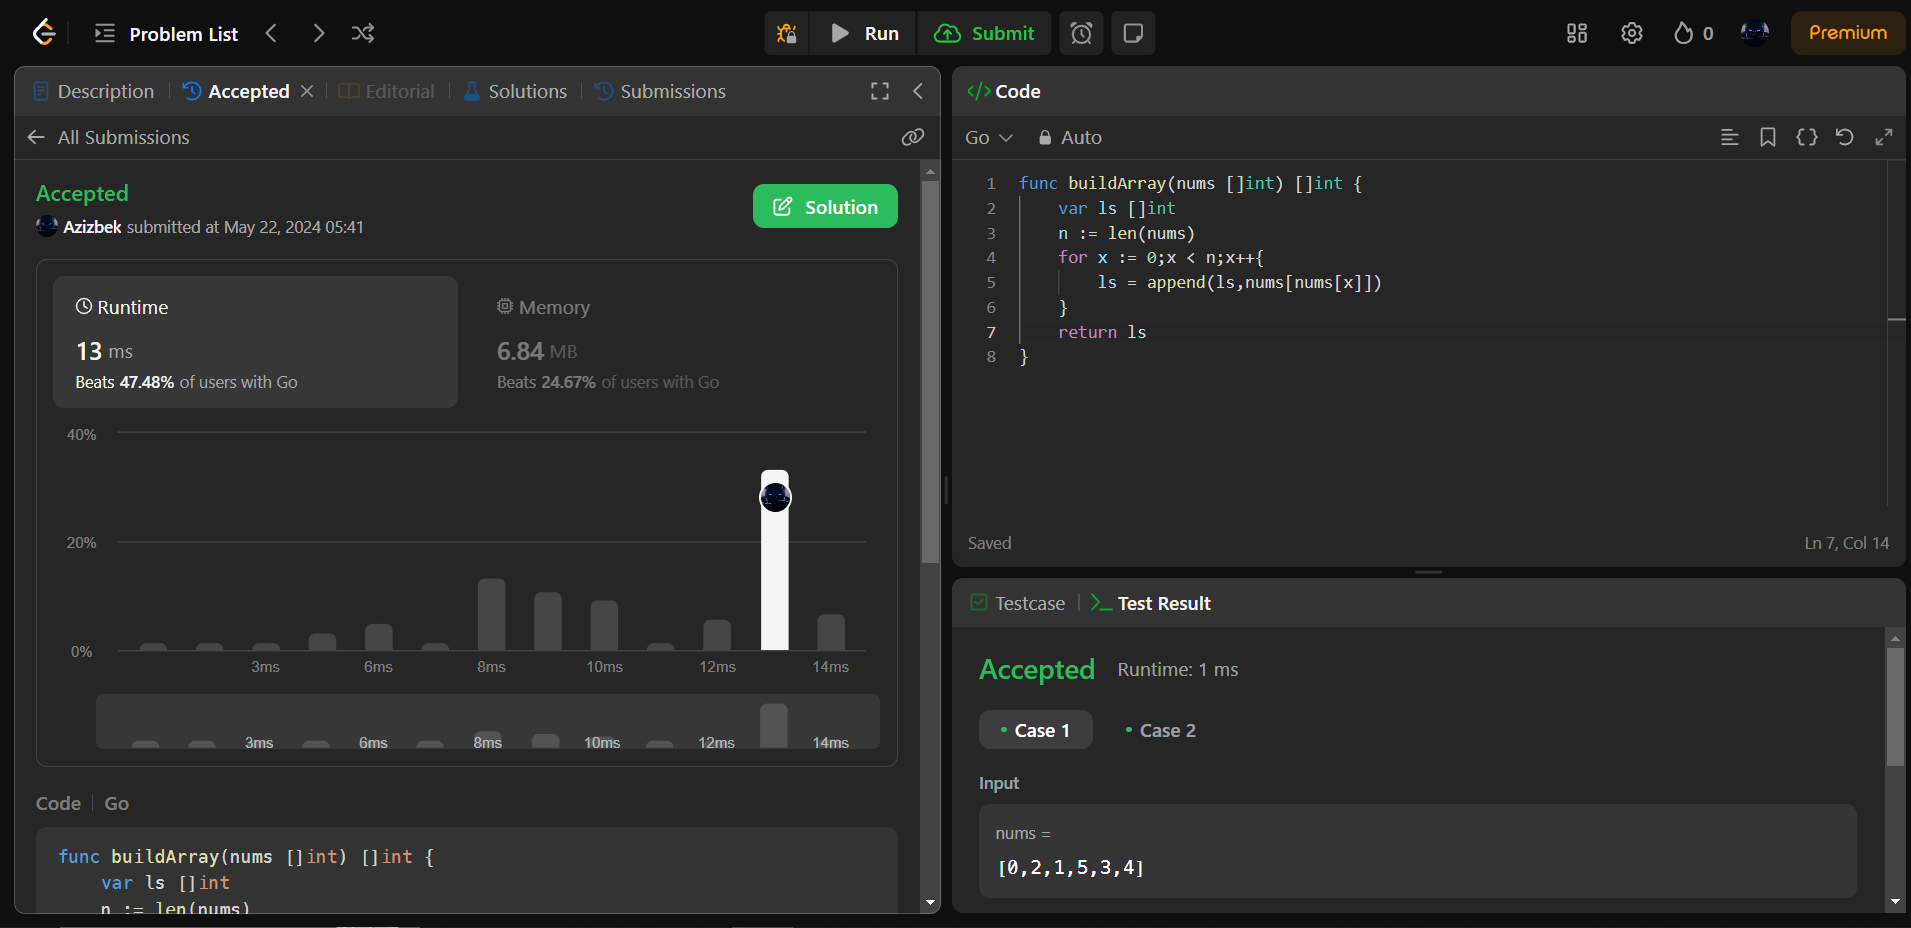 Problem List
Run
Submit
0
Premium
Description
Accepted
Editorial
Solutions
Submissions
All Submissions
Accepted
Azizbek submitted at May 22, 2024 05:41
Solution
Runtime
13 ms
Beats 47.48% of users with Go
Memory
6.84 MB
Beats 24.67% of users with Go
40%
20%
0%
3ms 6ms 8ms 10ms 12ms 14ms
3ms 6ms 8ms 10ms 12ms 14ms
Code Go
func buildArray(nums []int) []int {
    var ls []int
    n := len(nums)
</> Code
Go Auto
1 func buildArray(nums []int) []int {
2     var ls []int
3     n := len(nums)
4     for x := 0;x < n;x++{
5         ls = append(ls,nums[nums[x]])
6     }
7     return ls
8 }
Saved
Ln 7, Col 14
Testcase
Test Result
Accepted Runtime: 1 ms
• Case 1 • Case 2
Input
nums =
[0,2,1,5,3,4]